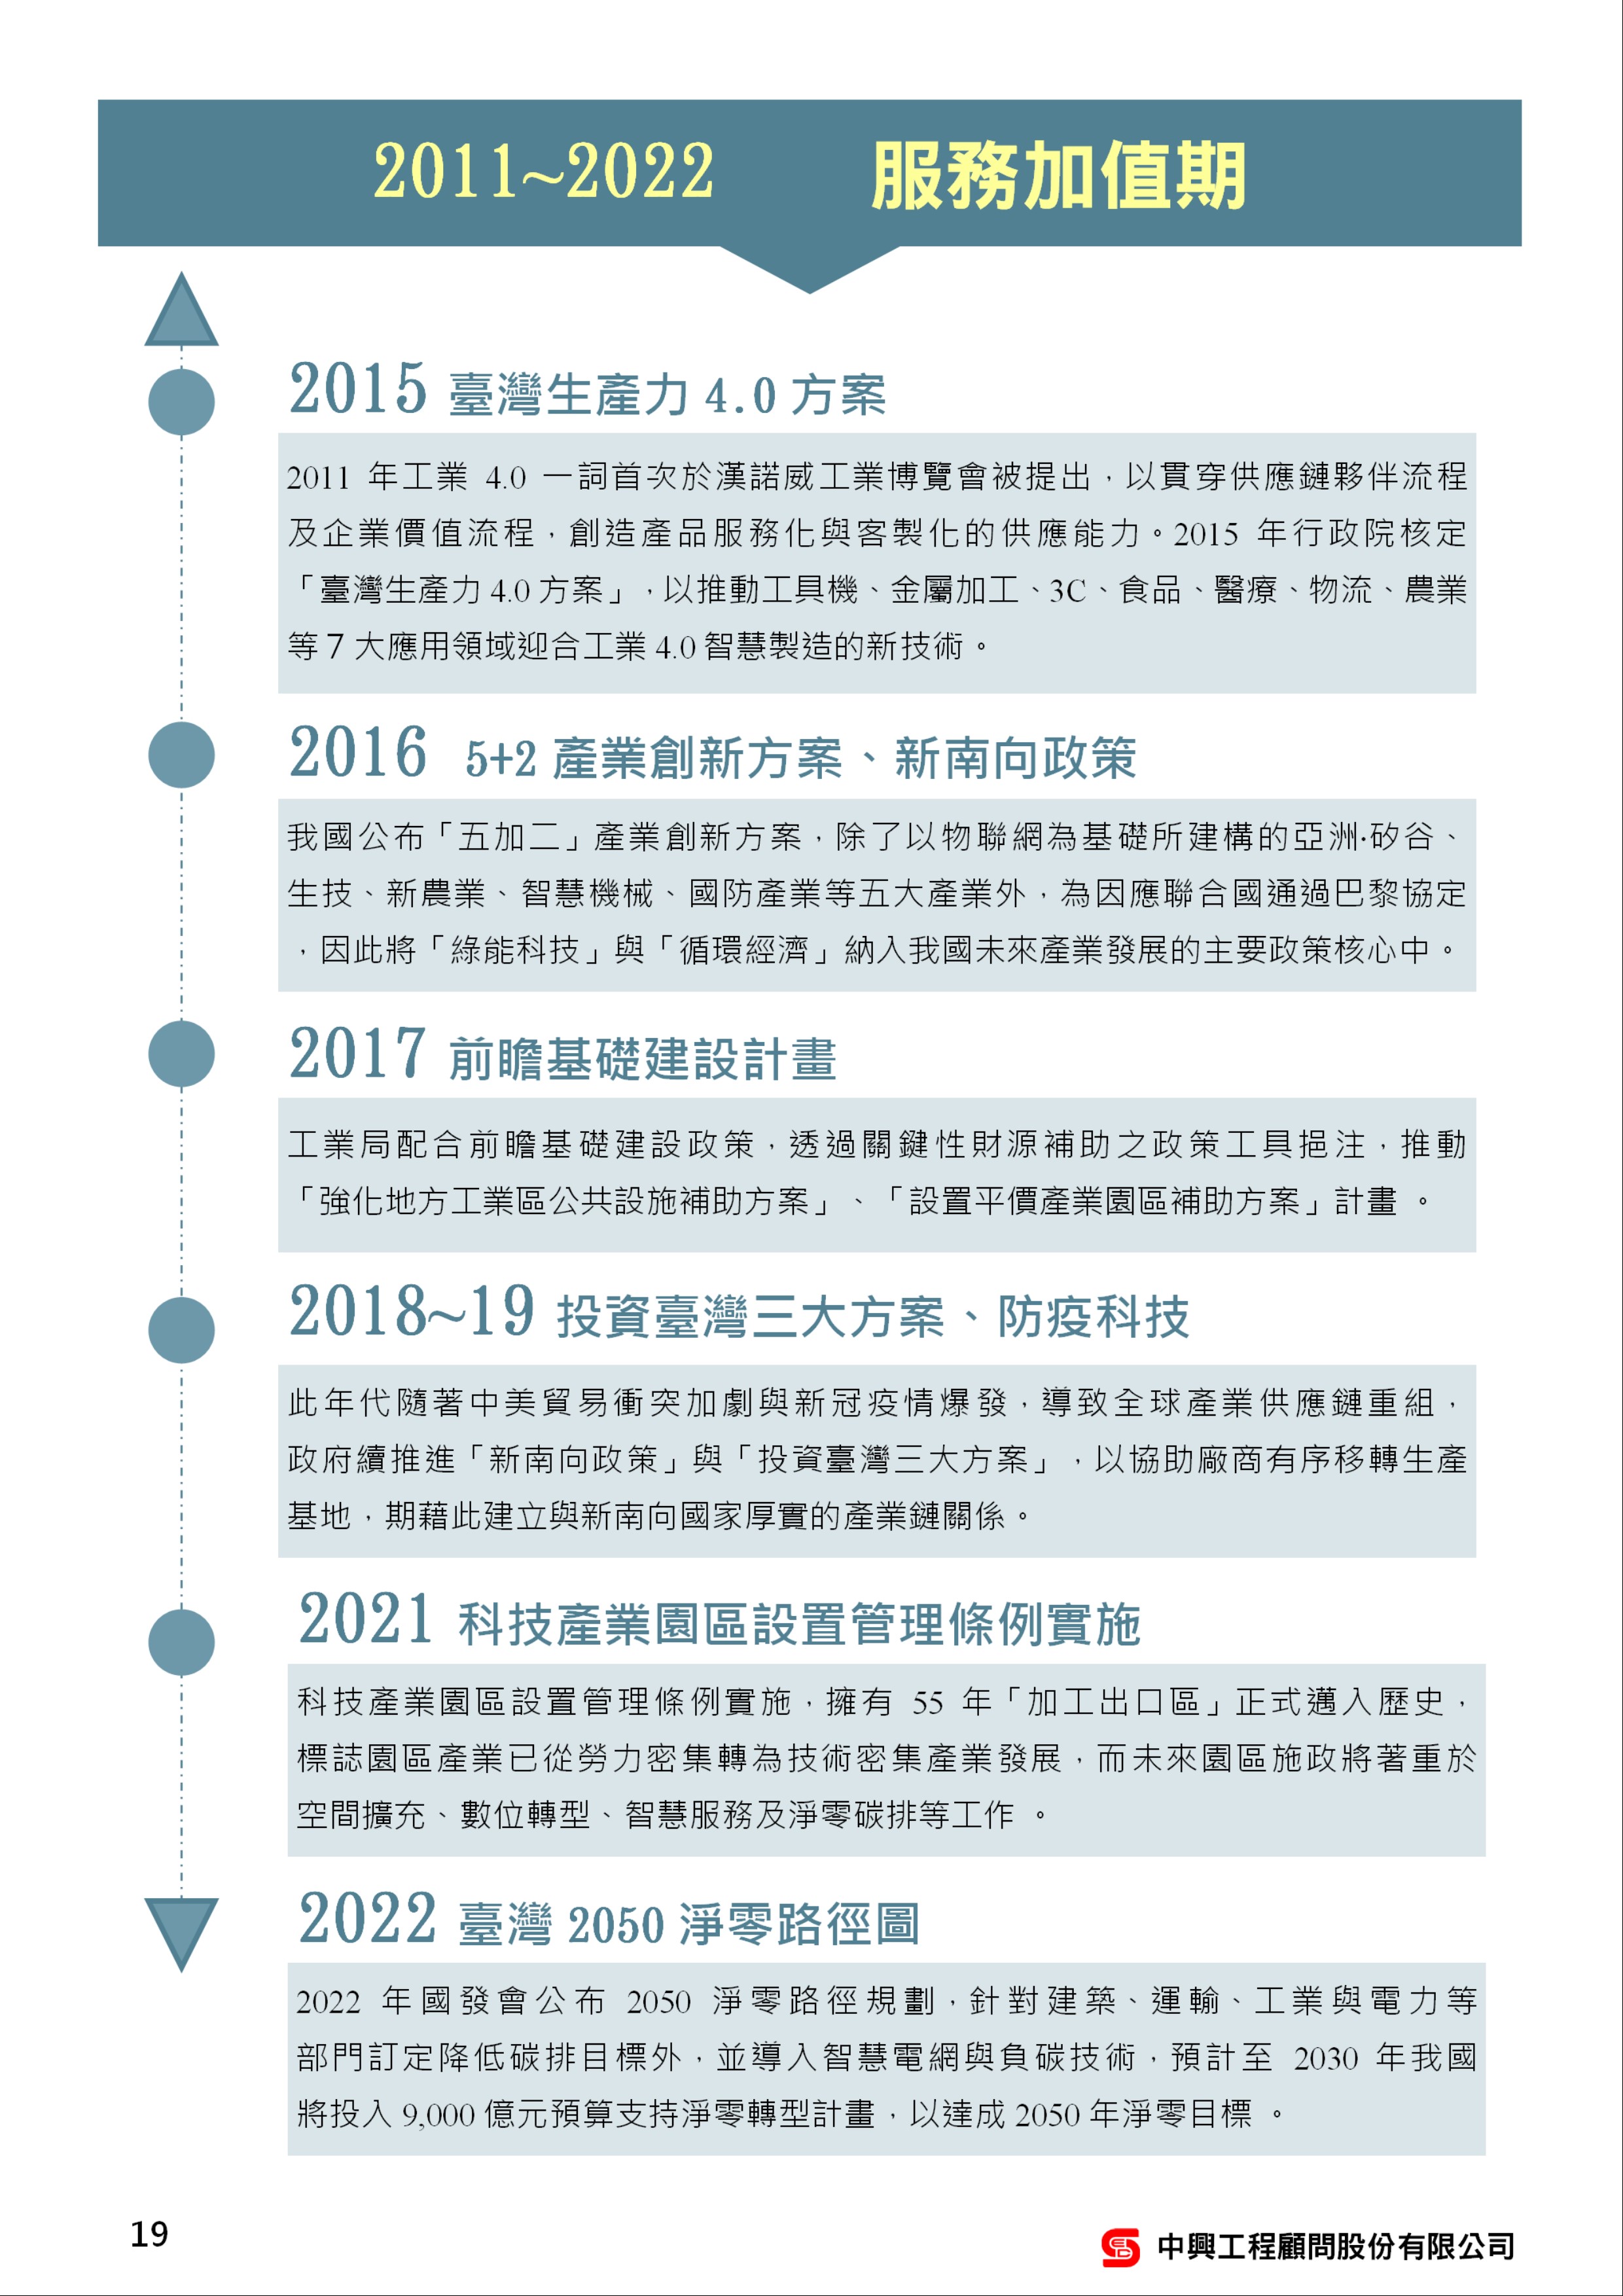 2011~2022 服務加值期
2015 臺灣生產力 4.0 方案
2011 年工業 4.0 一詞首次於漢諾威工業博覽會被提出，以貫穿供應鏈夥伴流程
及企業價值流程，創造產品服務化與客製化的供應能力。2015 年行政院核定
「臺灣生產力 4.0 方案」，以推動工具機、金屬加工、3C、食品、醫療、物流、農業
等 7 大應用領域迎合工業 4.0 智慧製造的新技術。
2016 5+2 產業創新方案、新南向政策
我國公布「五加二」產業創新方案，除了以物聯網為基礎所建構的亞洲·矽谷、
生技、新農業、智慧機械、國防產業等五大產業外，為因應聯合國通過巴黎協定
，因此將「綠能科技」與「循環經濟」納入我國未來產業發展的主要政策核心中。
2017 前瞻基礎建設計畫
工業局配合前瞻基礎建設政策，透過關鍵性財源補助之政策工具挹注，推動
「強化地方工業區公共設施補助方案」、「設置平價產業園區補助方案」計畫 。
2018~19 投資臺灣三大方案、防疫科技
此年代隨著中美貿易衝突加劇與新冠疫情爆發，導致全球產業供應鏈重組，
政府續推進「新南向政策」與「投資臺灣三大方案」，以協助廠商有序移轉生產
基地，期藉此建立與新南向國家厚實的產業鏈關係。
2021 科技產業園區設置管理條例實施
科技產業園區設置管理條例實施，擁有 55 年「加工出口區」正式邁入歷史，
標誌園區產業已從勞力密集轉為技術密集產業發展，而未來園區施政將著重於
空間擴充、數位轉型、智慧服務及淨零碳排等工作 。
2022 臺灣 2050 淨零路徑圖
2022 年國發會公布 2050 淨零路徑規劃，針對建築、運輸、工業與電力等
部門訂定降低碳排目標外，並導入智慧電網與負碳技術，預計至 2030 年我國
將投入 9,000 億元預算支持淨零轉型計畫，以達成 2050 年淨零目標 。
19
中興工程顧問股份有限公司